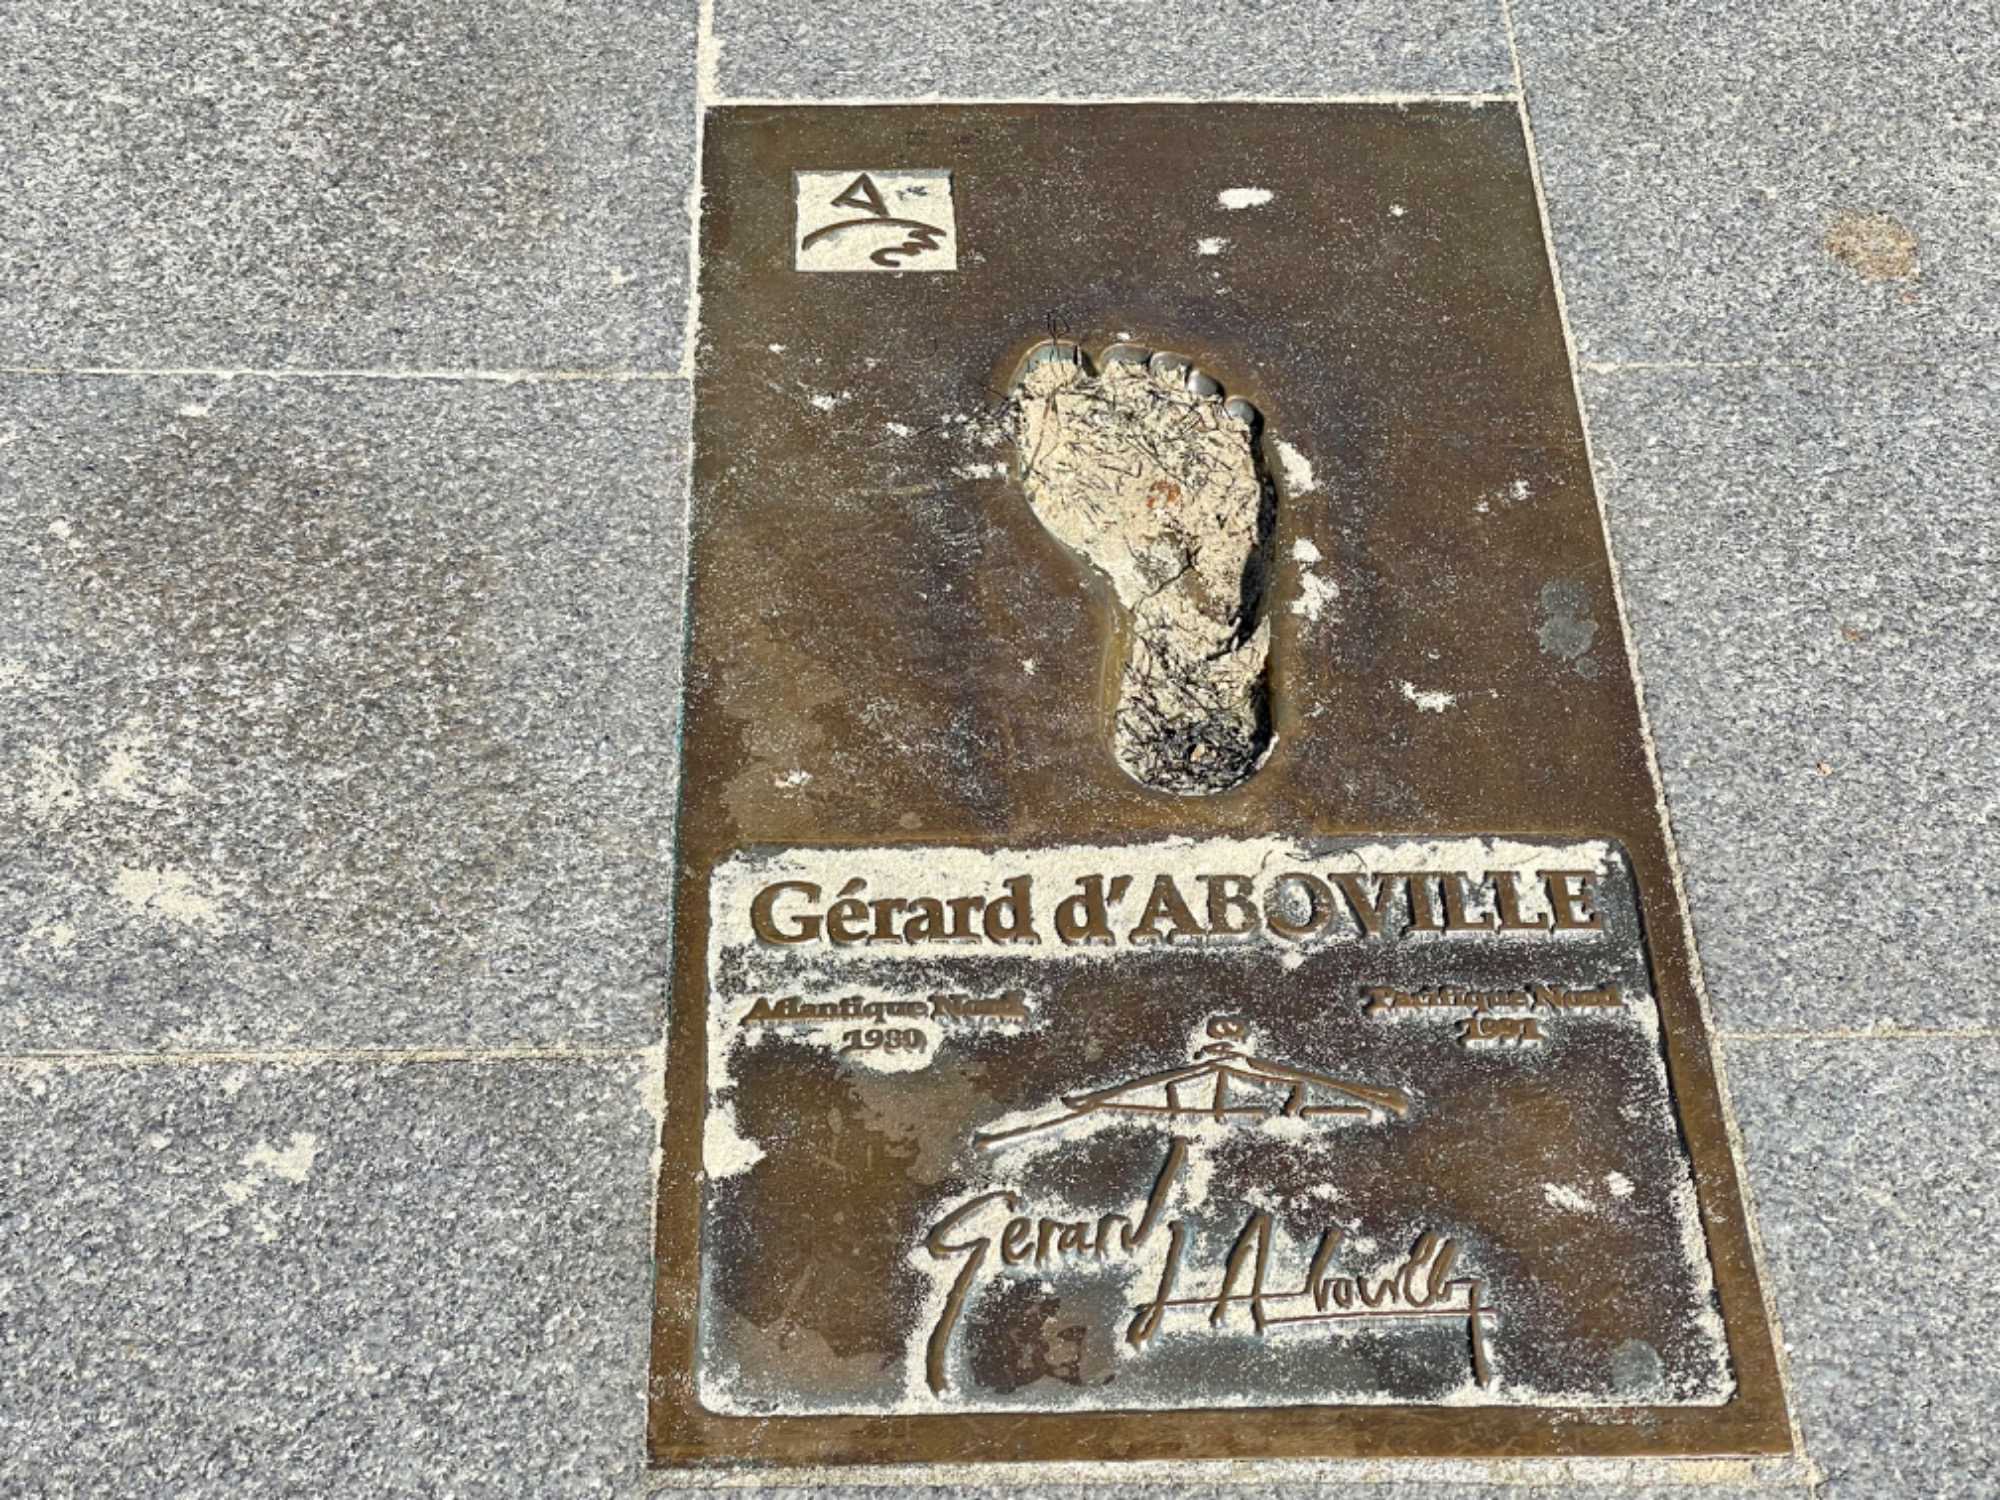 Gérard d'ABOVILLE
Atlantique Nord
1980
Pacifique Nord
1991
Gérard d'Aboville